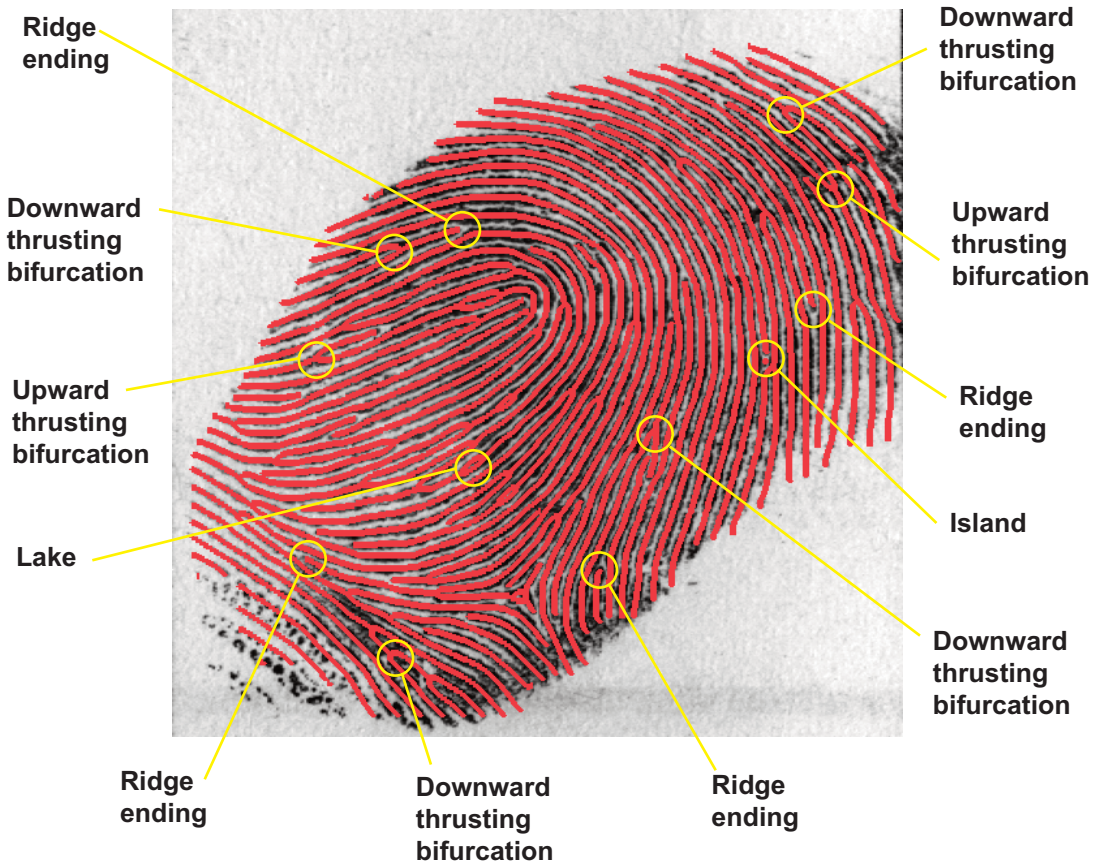 Ridge
ending
Downward
thrusting
bifurcation
Downward
thrusting
bifurcation
Upward
thrusting
bifurcation
Upward
thrusting
bifurcation
Ridge
ending
Lake
Island
Downward
thrusting
bifurcation
Ridge
ending
Downward
thrusting
bifurcation
Ridge
ending